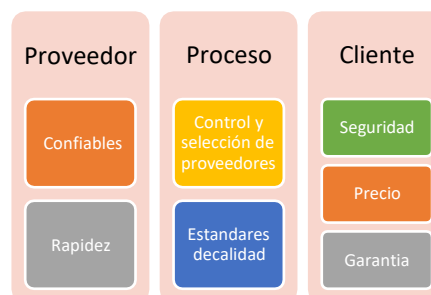 Proveedor
Confiables
Rapidez
Proceso
Control y
selección de
proveedores
Estandares
decalidad
Cliente
Seguridad
Precio
Garantia